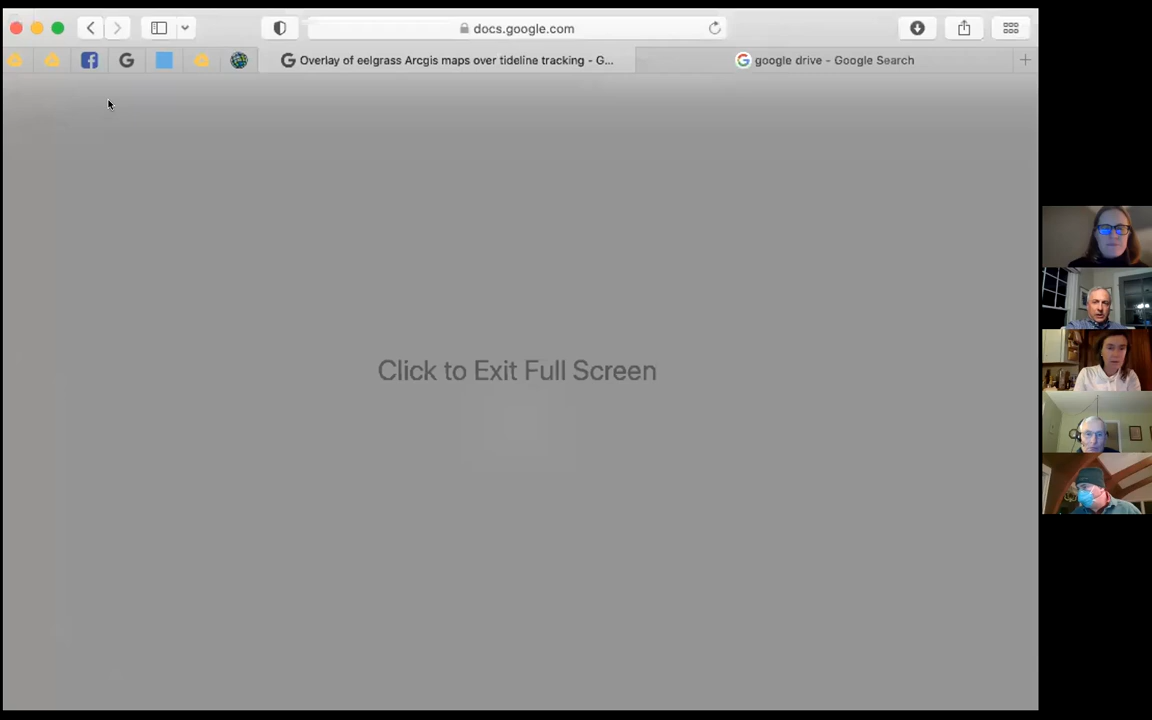 docs.google.com
Overlay of eelgrass Arcgis maps over tideline tracking - G...
google drive - Google Search
Click to Exit Full Screen